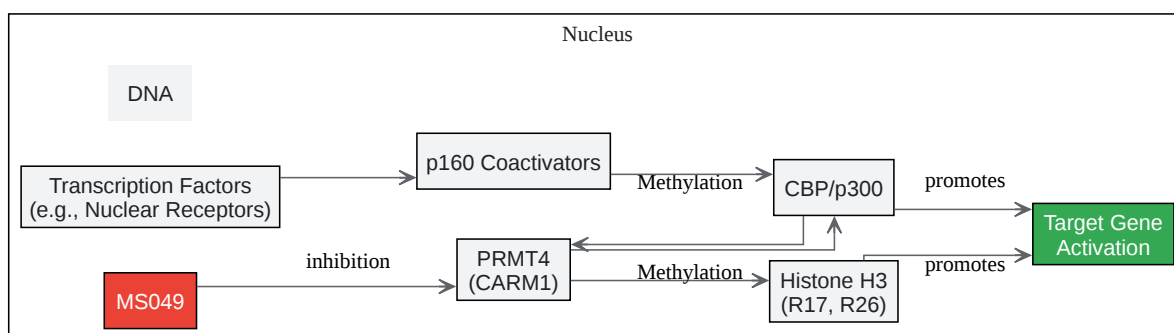 Nucleus
DNA
Transcription Factors
(e.g., Nuclear Receptors)
p160 Coactivators
Methylation
CBP/p300
promotes
Target Gene
Activation
MS049
inhibition
PRMT4
(CARM1)
Methylation
Histone H3
(R17, R26)
promotes